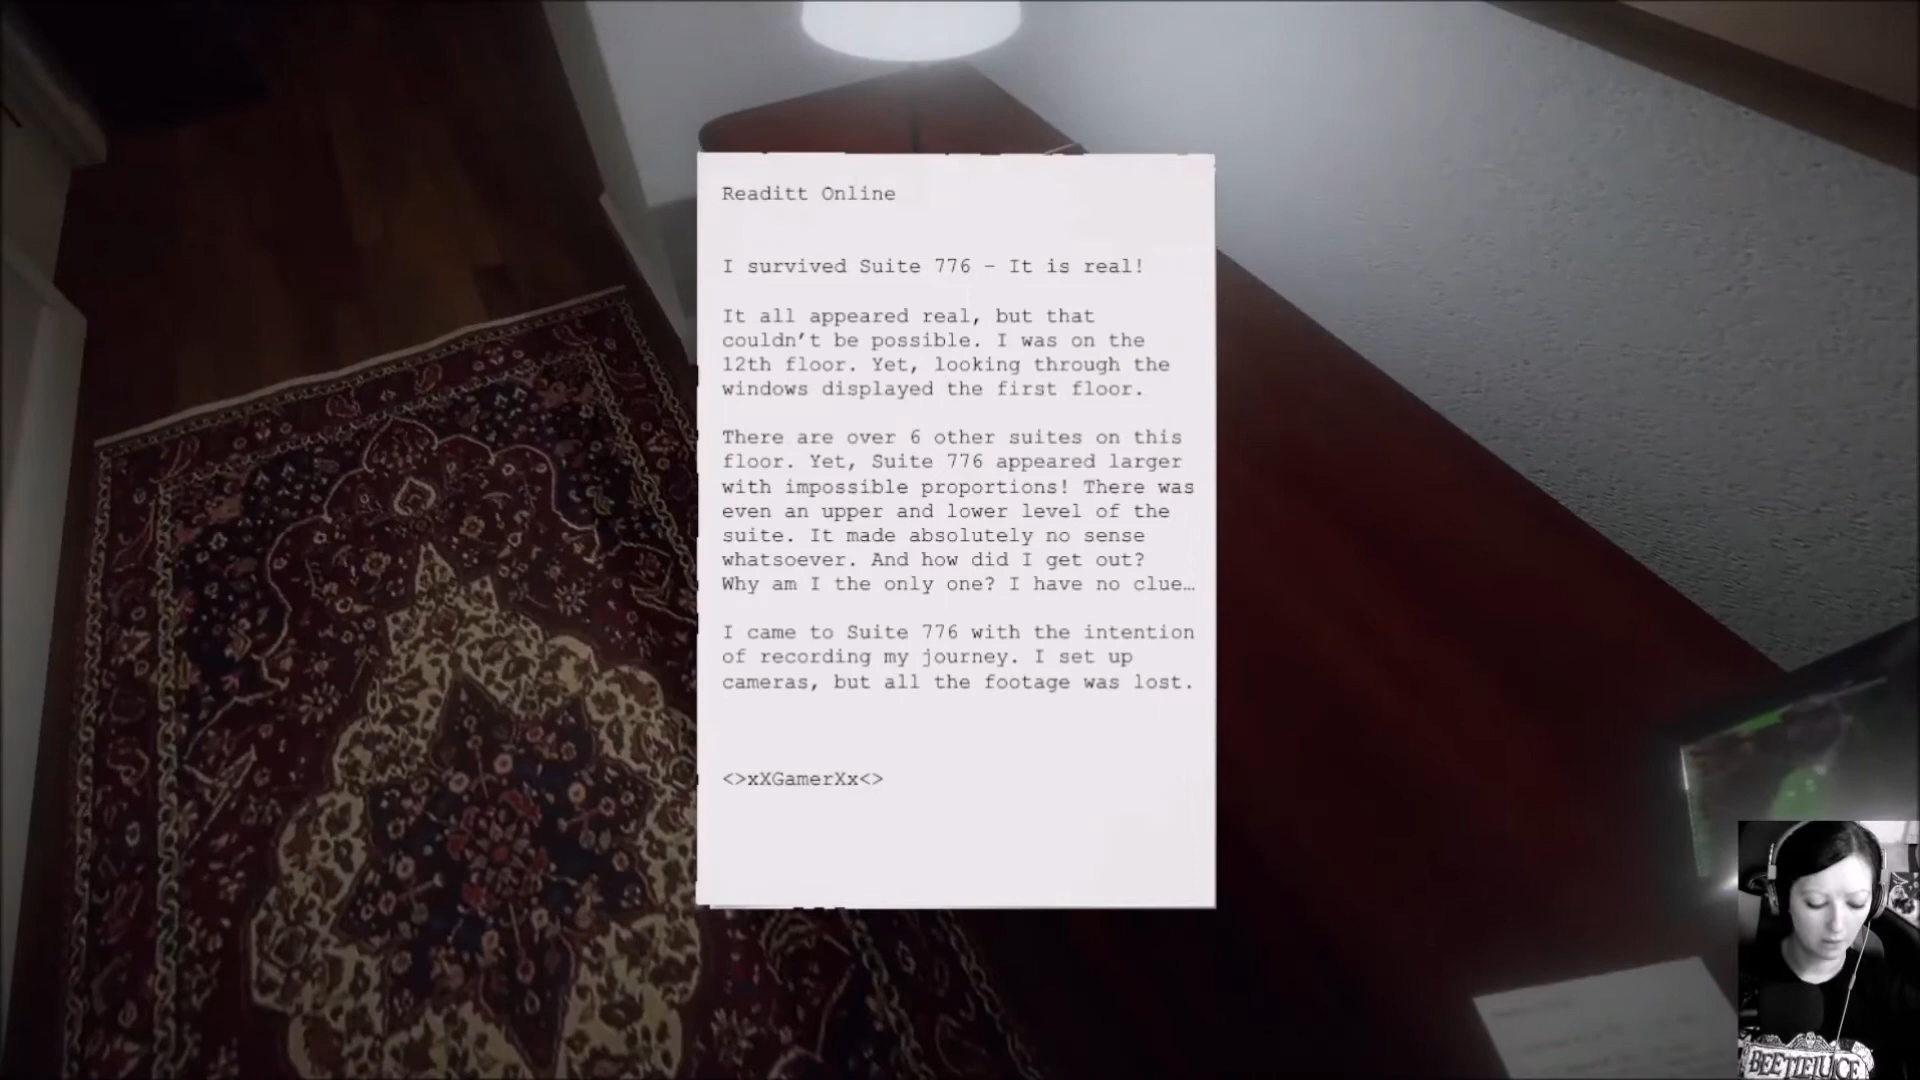 Readitt Online
I survived Suite 776 – It is real!
It all appeared real, but that
couldn't be possible. I was on the
12th floor. Yet, looking through the
windows displayed the first floor.
There are over 6 other suites on this
floor. Yet, Suite 776 appeared larger
with impossible proportions! There was
even an upper and lower level of the
suite. It made absolutely no sense
whatsoever. And how did I get out?
Why am I the only one? I have no clue…
I came to Suite 776 with the intention
of recording my journey. I set up
cameras, but all the footage was lost.
<>xXGamerXx<>
BEETLEJUICE